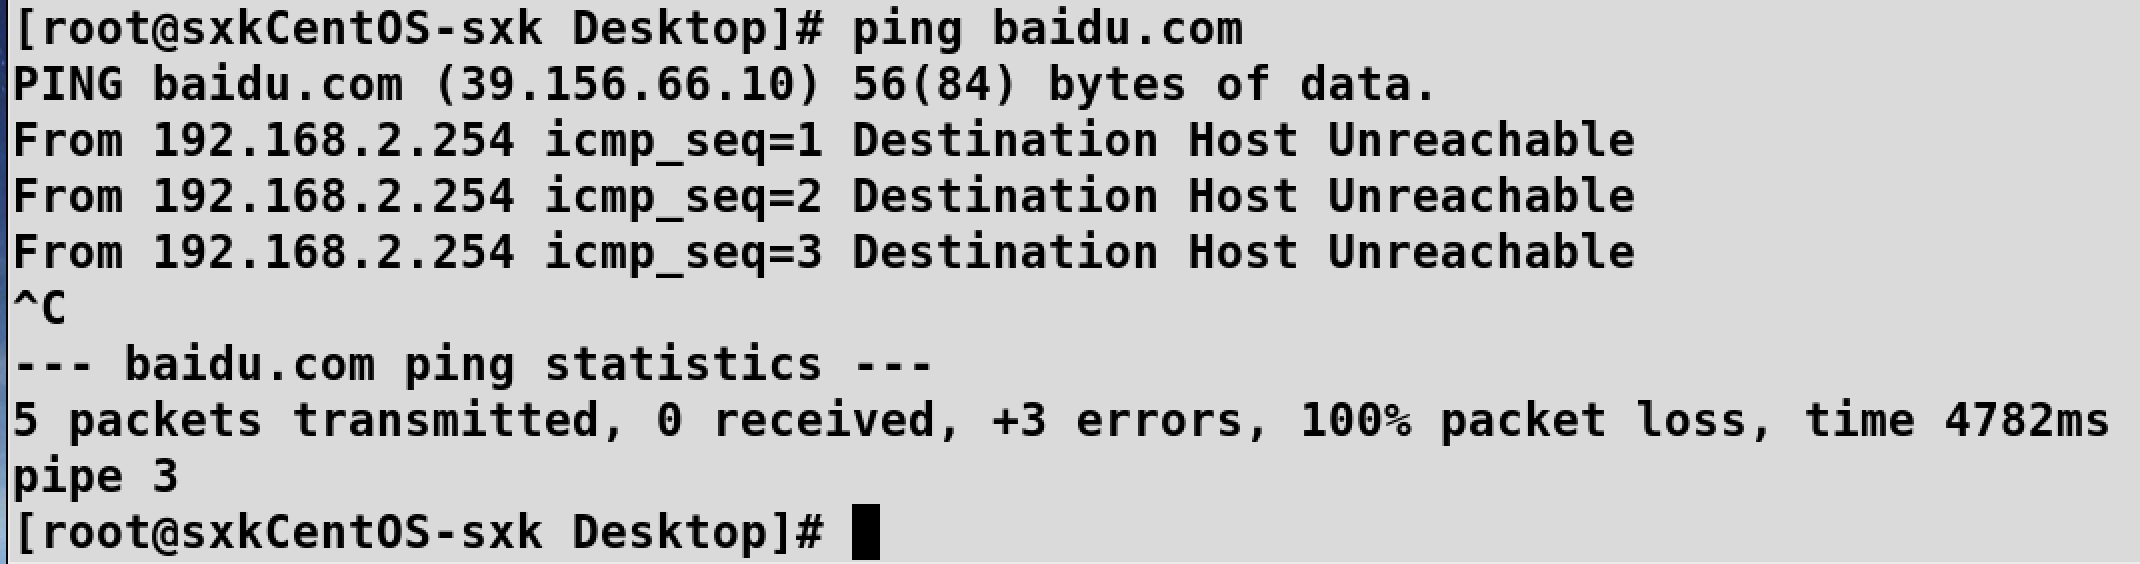 [root@sxkCentOS-sxk Desktop]# ping baidu.com
PING baidu.com (39.156.66.10) 56(84) bytes of data.
From 192.168.2.254 icmp_seq=1 Destination Host Unreachable
From 192.168.2.254 icmp_seq=2 Destination Host Unreachable
From 192.168.2.254 icmp_seq=3 Destination Host Unreachable
^C
--- baidu.com ping statistics ---
5 packets transmitted, 0 received, +3 errors, 100% packet loss, time 4782ms
pipe 3
[root@sxkCentOS-sxk Desktop]#